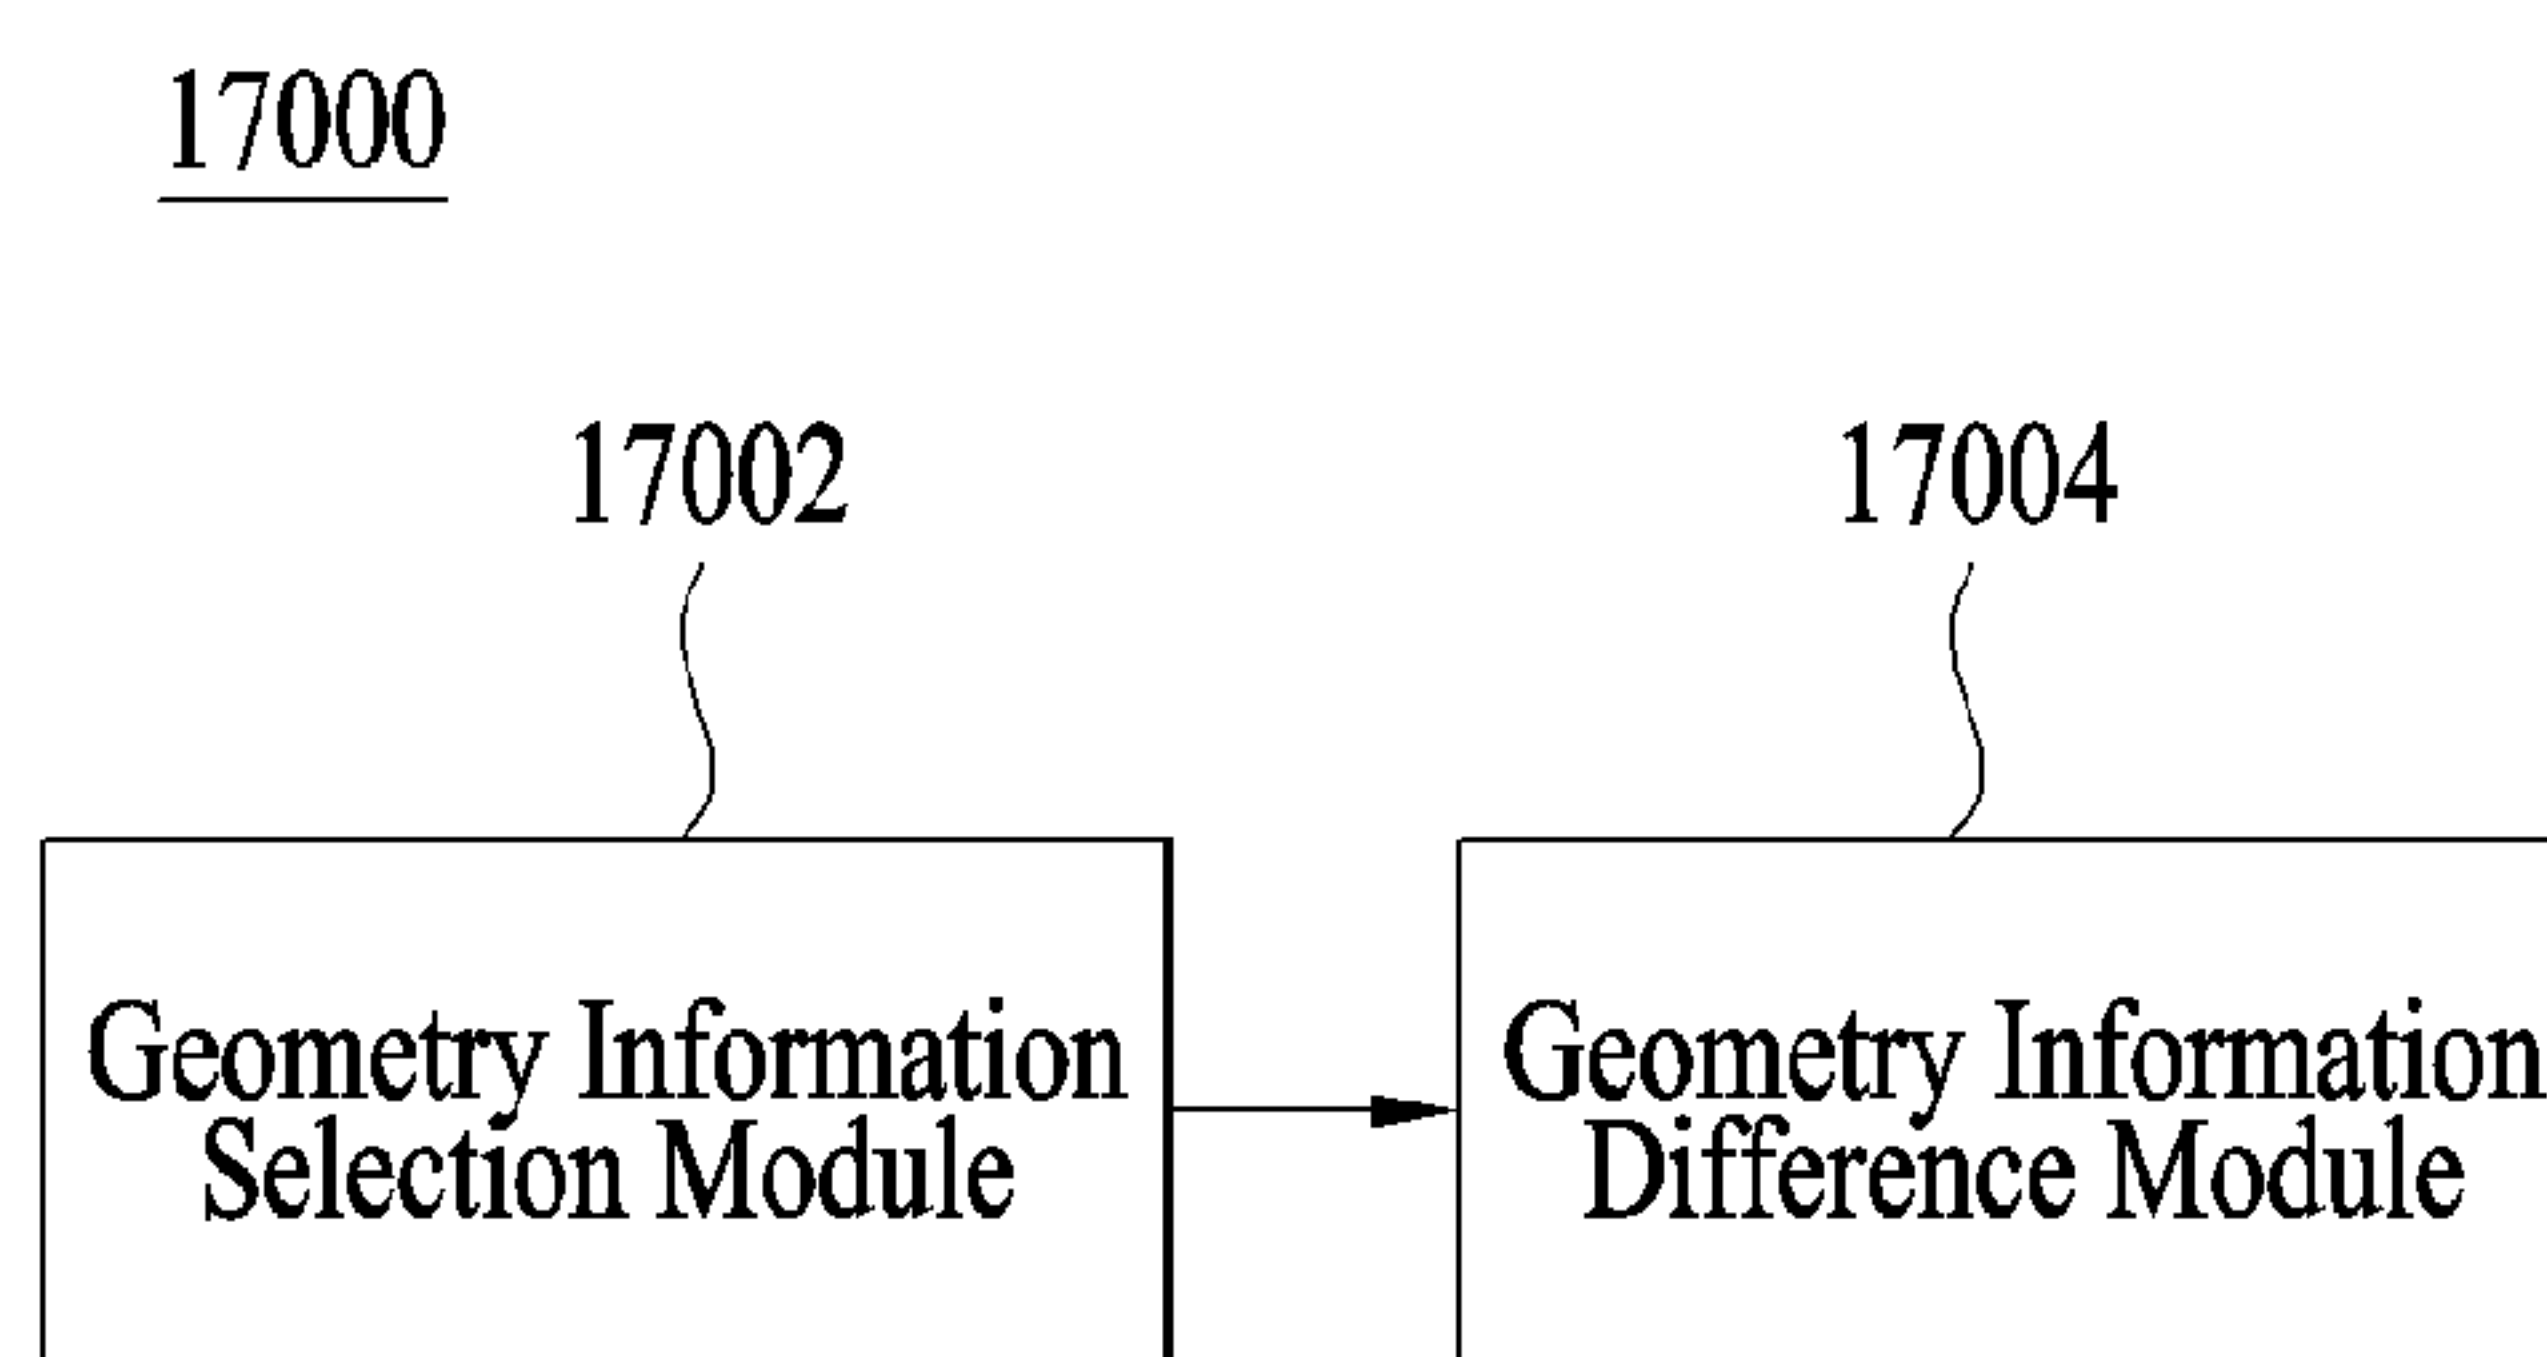 17000
17002
17004
Geometry Information
Selection Module
Geometry Information
Difference Module